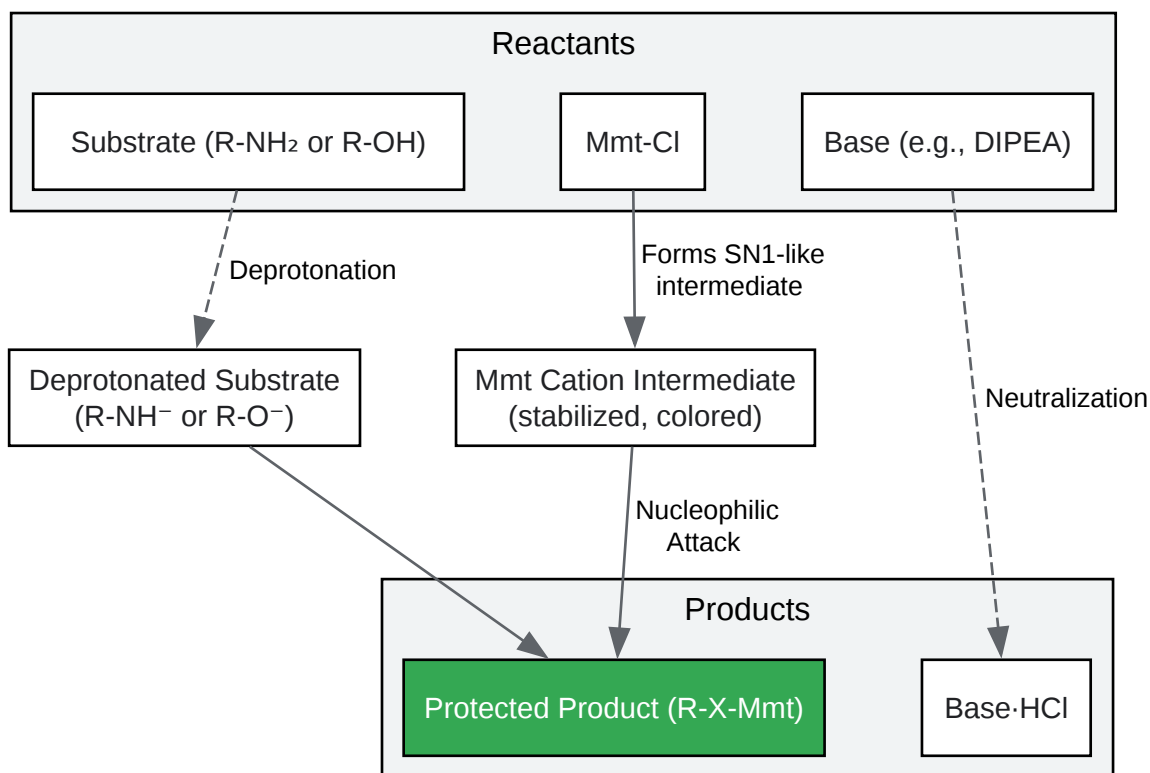 Reactants
Substrate (R-NH₂ or R-OH)
Mmt-Cl
Base (e.g., DIPEA)
Deprotonation
Forms SN1-like
intermediate
Deprotonated Substrate
(R-NH⁻ or R-O⁻)
Mmt Cation Intermediate
(stabilized, colored)
Neutralization
Nucleophilic
Attack
Products
Protected Product (R-X-Mmt)
Base·HCl